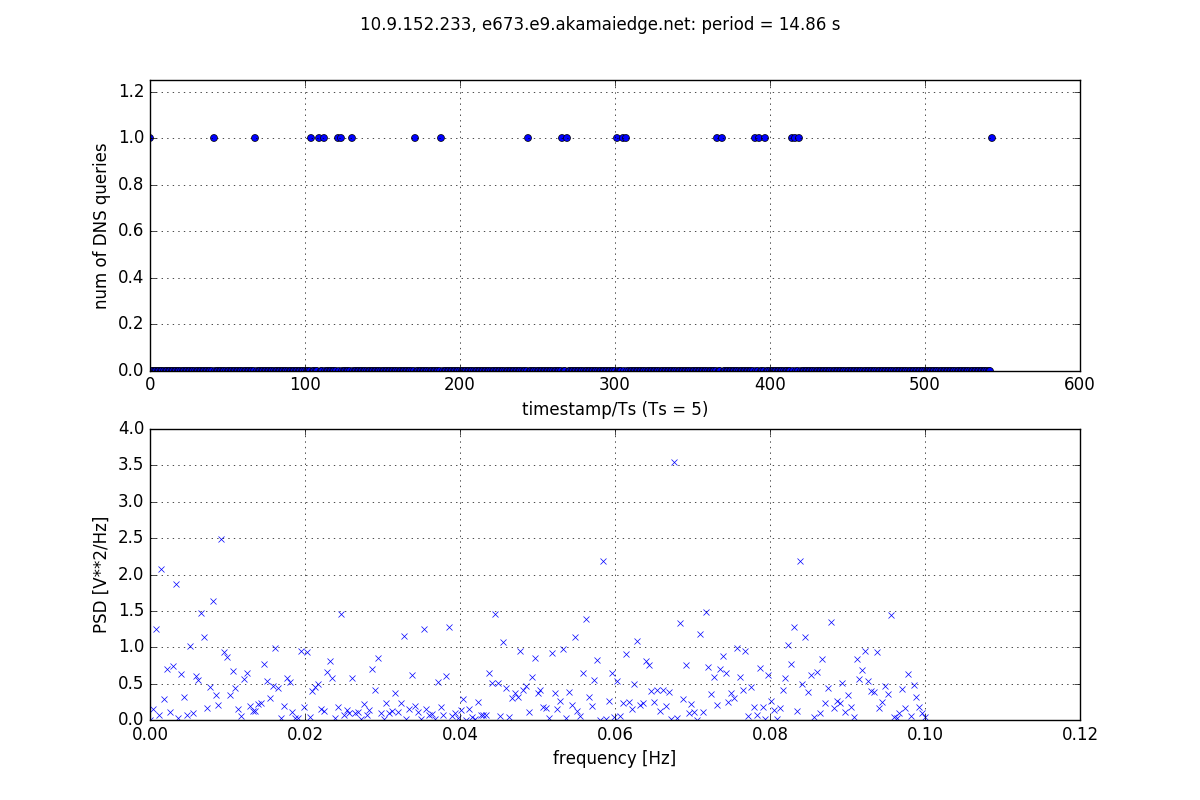 10.9.152.233, e673.e9.akamaiedge.net: period = 14.86 s
1.2
1.0
0.8
0.6
0.4
0.2
0.0
num of DNS queries
0 100 200 300 400 500 600
timestamp/Ts (Ts = 5)
4.0
3.5
3.0
2.5
2.0
1.5
1.0
0.5
0.0
PSD [V**2/Hz]
0.00 0.02 0.04 0.06 0.08 0.10 0.12
frequency [Hz]